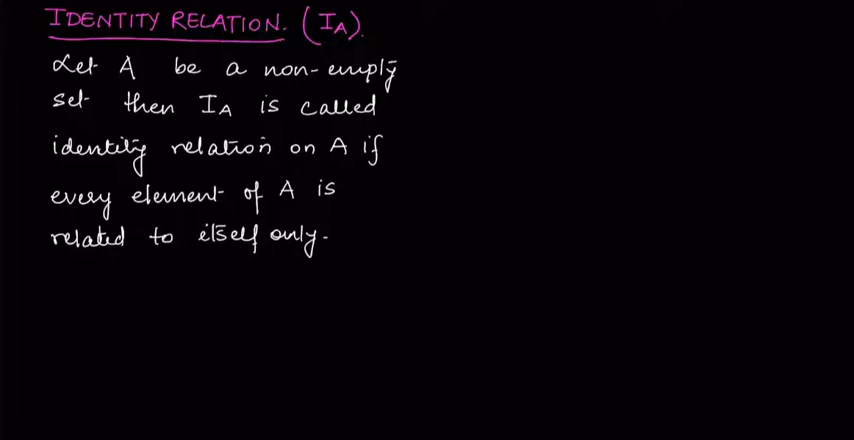 IDENTITY RELATION. (IA).
Let A be a non-empty
set then IA is called
identity relation on A if
every element of A is
related to itself only.